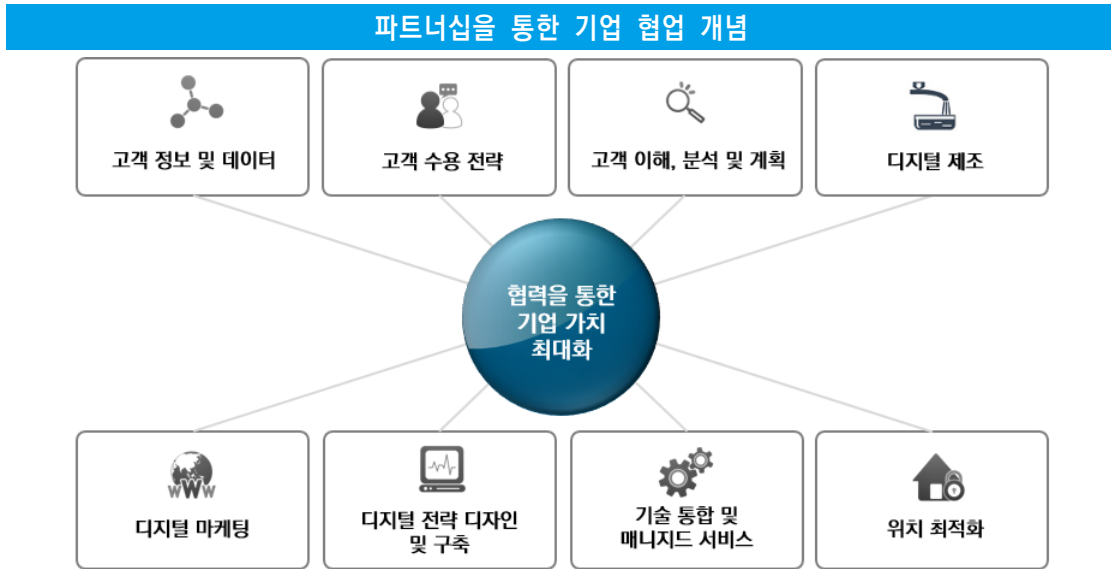 파트너십을 통한 기업 협업 개념
고객 정보 및 데이터
고객 수용 전략
고객 이해, 분석 및 계획
디지털 제조
협력을 통한
기업 가치
최대화
WWW
디지털 마케팅
디지털 전략 디자인
및 구축
기술 통합 및
매니지드 서비스
위치 최적화